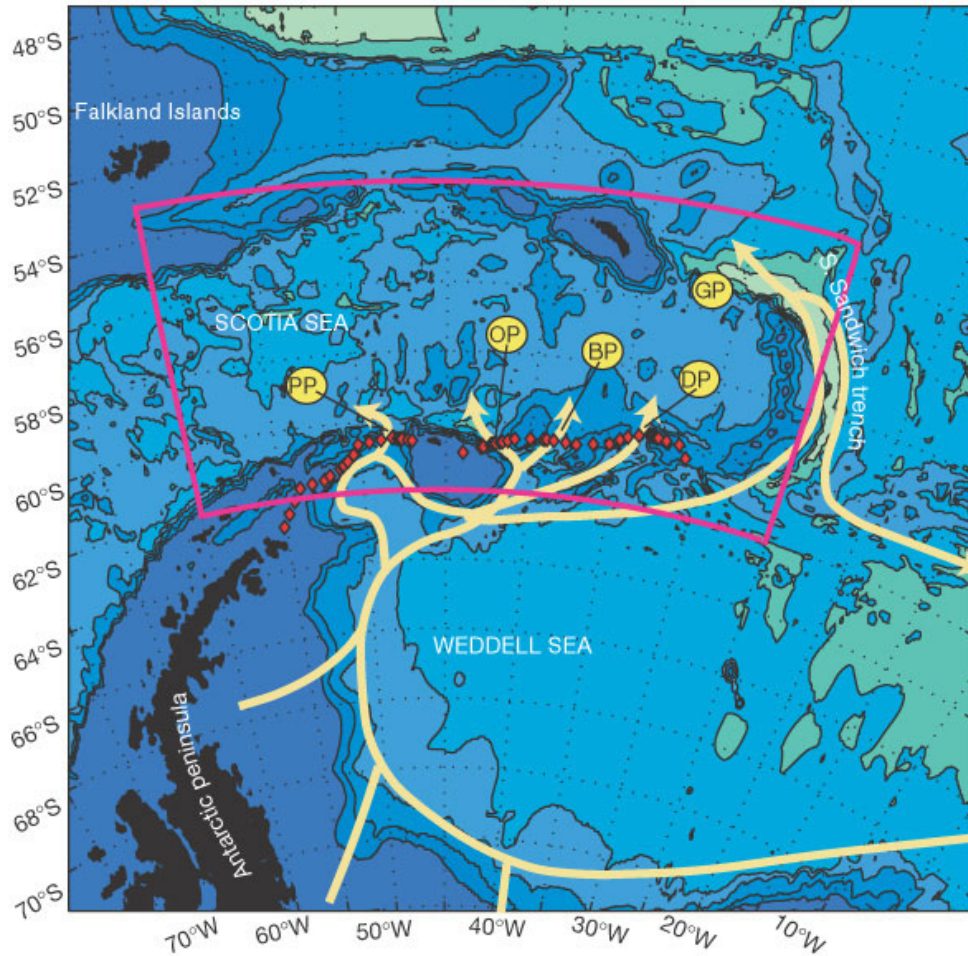 48°S
50°S
52°S
54°S
56°S
58°S
60°S
62°S
64°S
66°S
68°S
70°S
Falkland Islands
SCOTIA SEA
GP
S. Sandwich trench
OP
BP
PP
DP
WEDDELL SEA
Antarctic peninsula
70°W
60°W
50°W
40°W
30°W
20°W
10°W